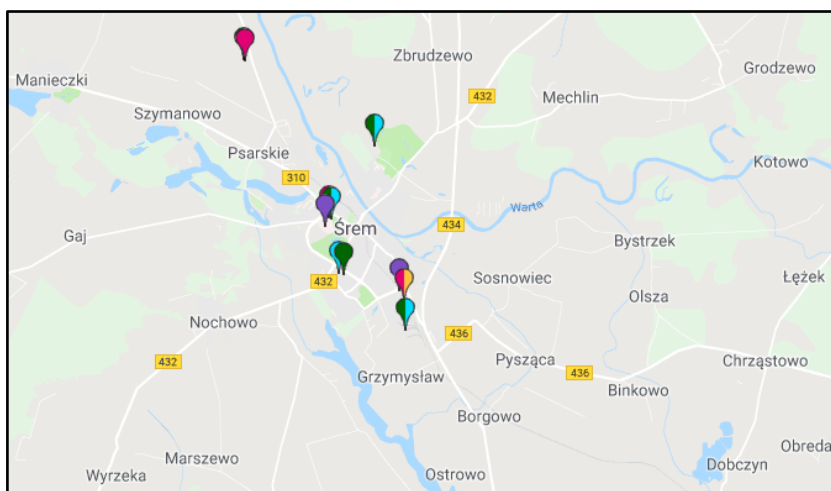 Zbrudzewo
Grodzewo
Manieczki
432
Mechlin
Szymanowo
Psarskie
Kotowo
310
Warta
434
Śrem
Gaj
Bystrzek
432
Sosnowiec
Łężek
Olsza
Nochowo
436
432
Pysząca
436
Chrząstowo
Grzymysław
Binkowo
Borgowo
Marszewo
Obreda
Wyrzeka
Ostrowo
Dobczyn